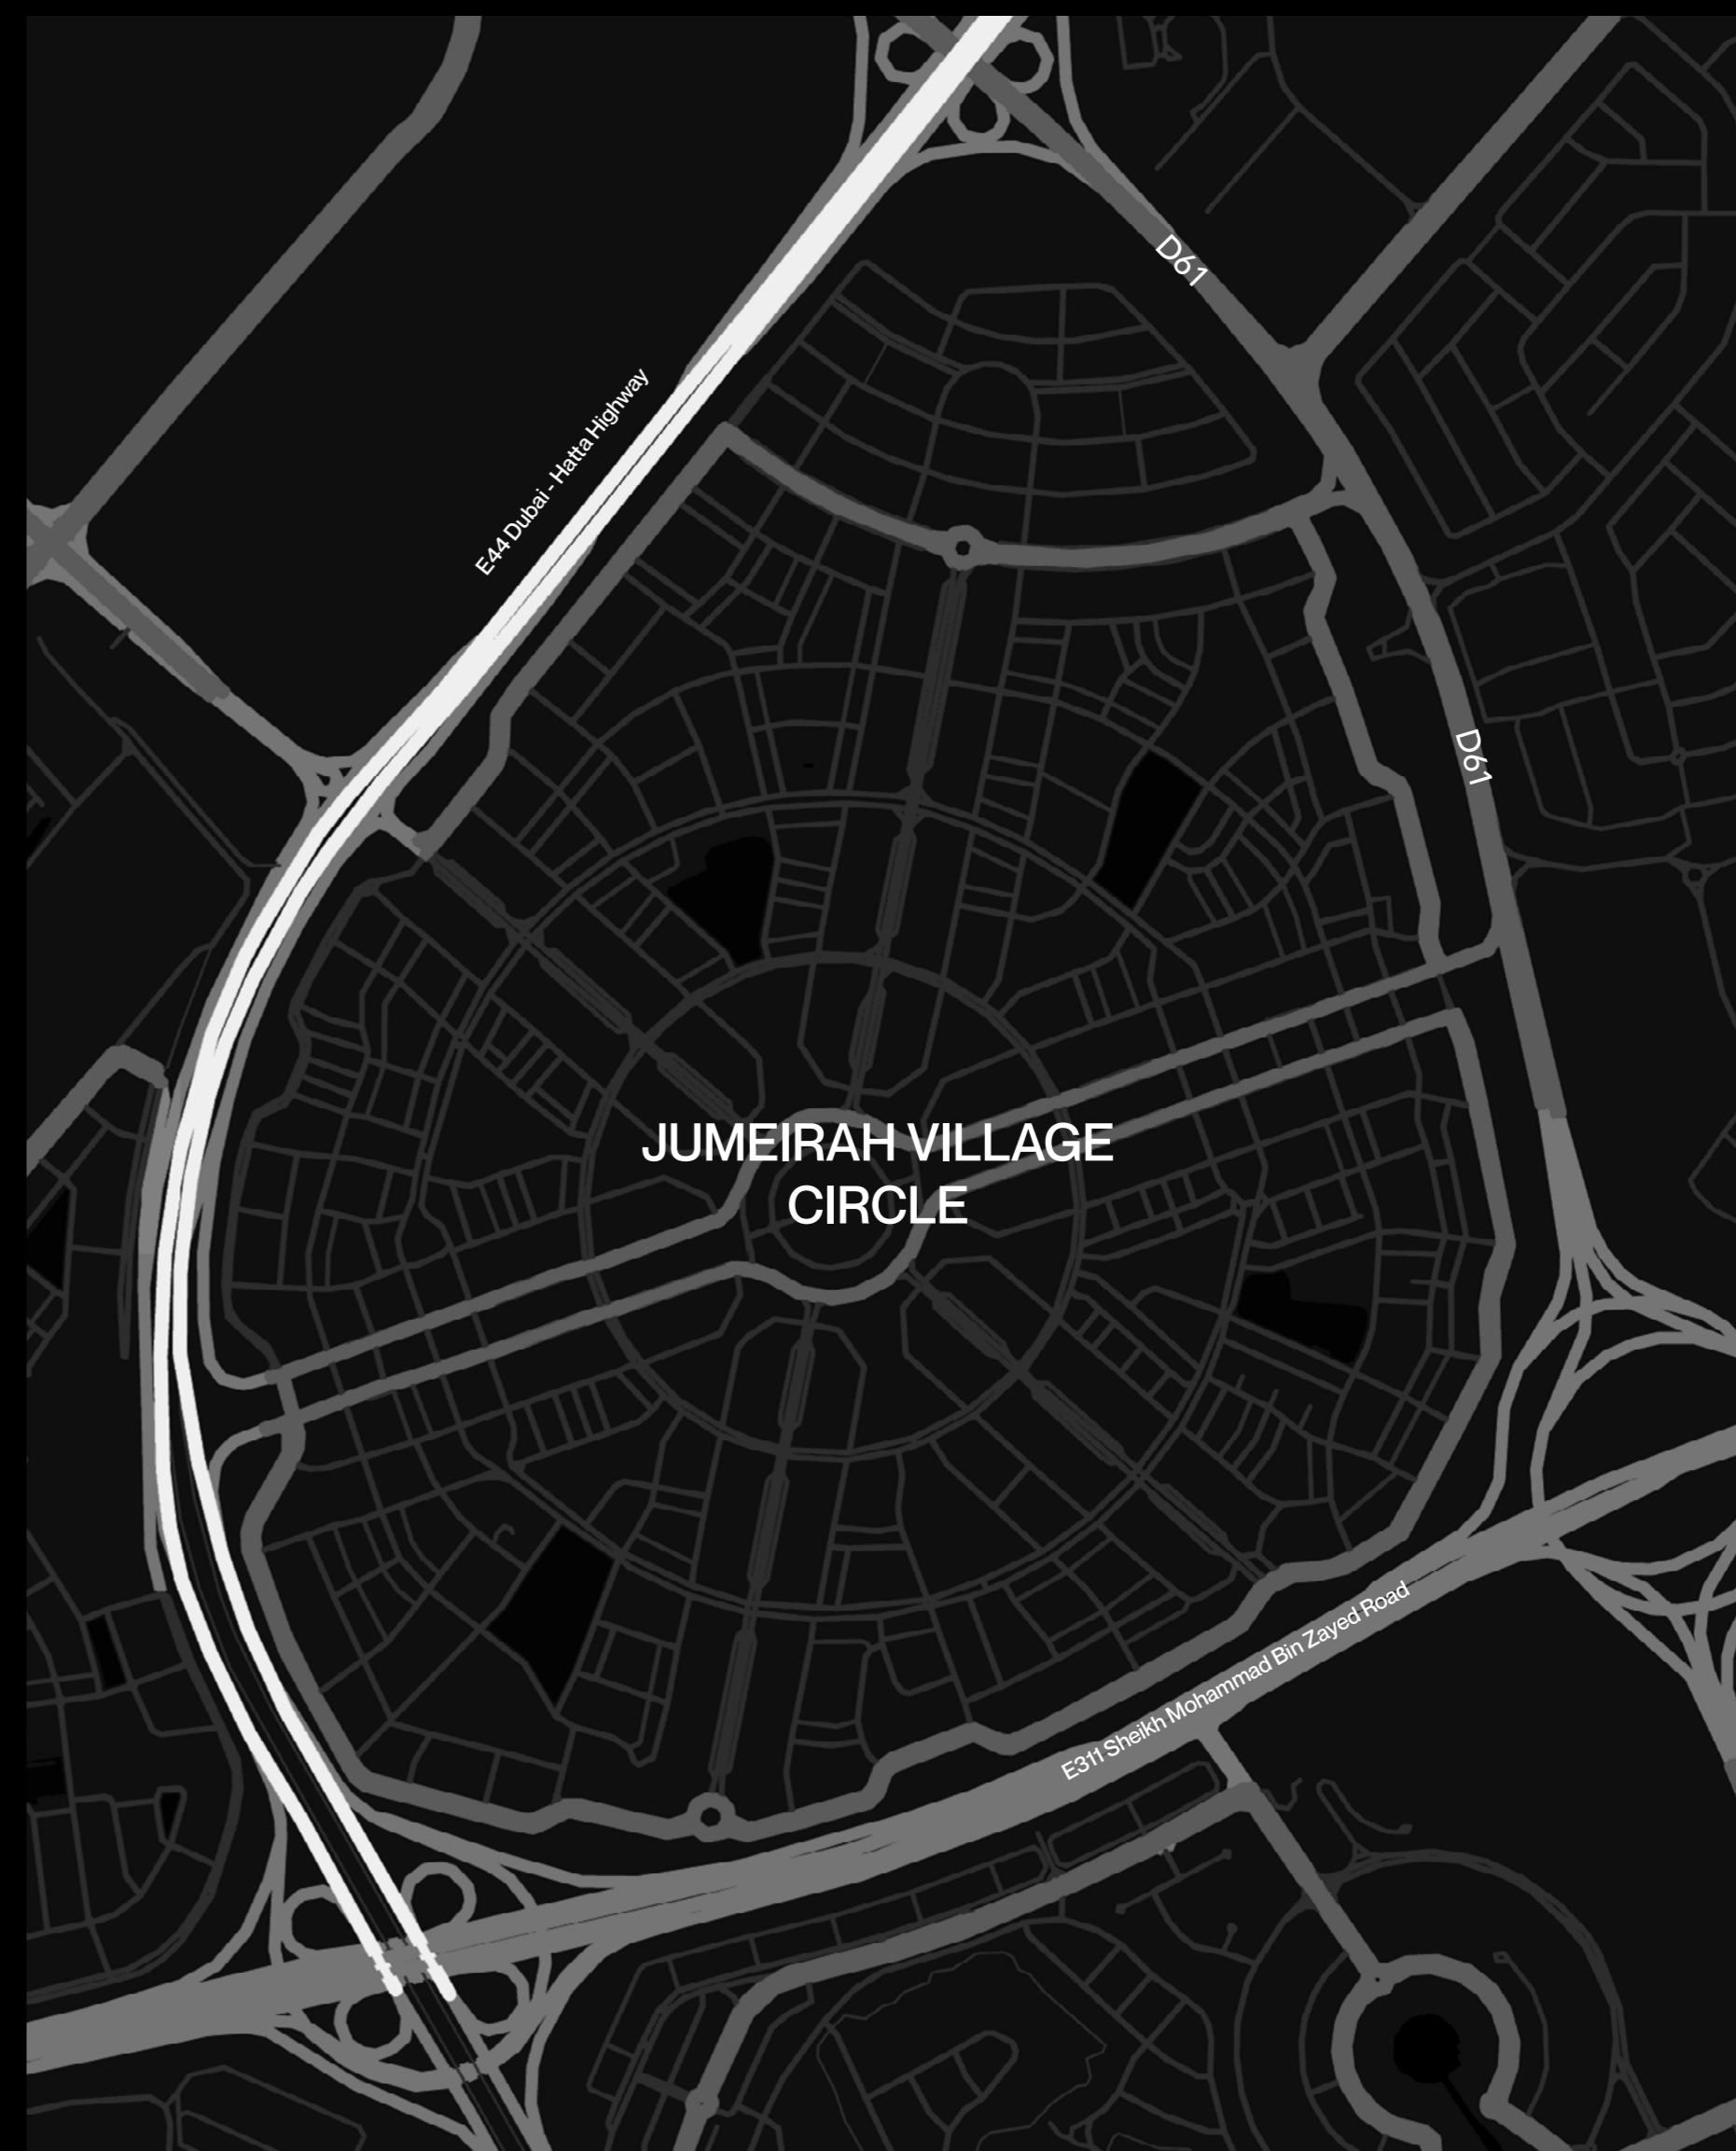 D61
E44 Dubai - Hatta Highway
D61
JUMEIRAH VILLAGE
CIRCLE
E311 Sheikh Mohammad Bin Zayed Road